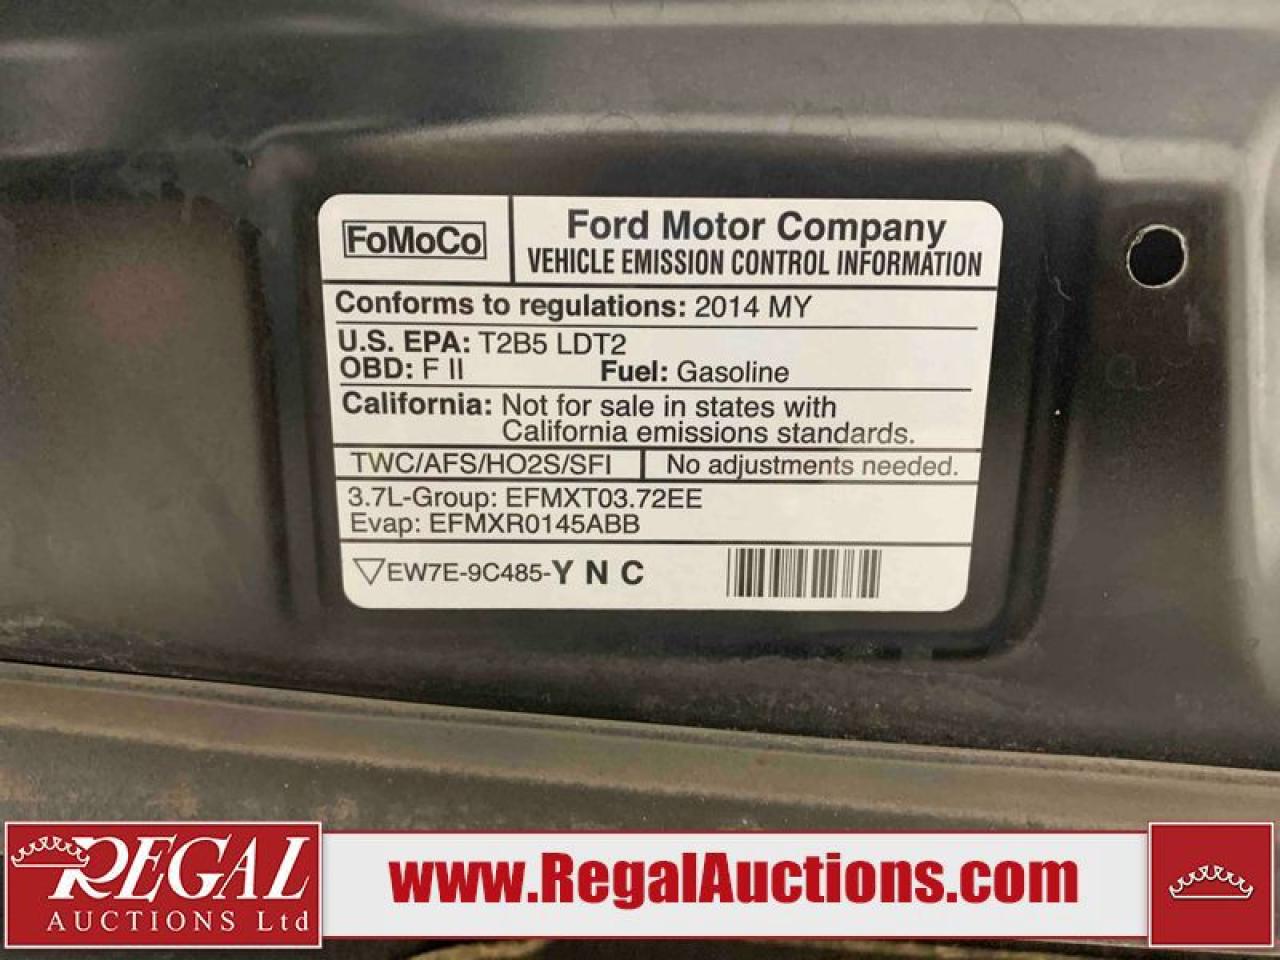 FoMoCo
Ford Motor Company
VEHICLE EMISSION CONTROL INFORMATION
Conforms to regulations: 2014 MY
U.S. EPA: T2B5 LDT2
OBD: F II Fuel: Gasoline
California: Not for sale in states with
California emissions standards.
TWC/AFS/HO2S/SFI No adjustments needed.
3.7L-Group: EFMXT03.72EE
Evap: EFMXR0145ABB
EW7E-9C485-Y N C
REGAL
AUCTIONS Ltd
www.RegalAuctions.com